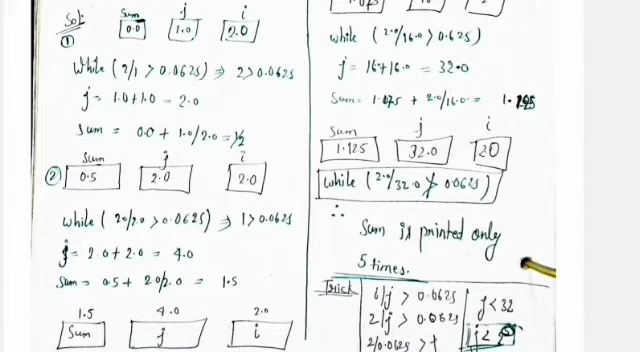 Sol:
Sum j i
① 0.0 1.0 2.0
While (2/1 > 0.0625) ⇒ 2>0.0625
j = 1.0+1.0 = 2.0
Sum = 0.0 + 1.0/2.0 = 1/2
Sum j i
② 0.5 2.0 2.0
while (2.0/2.0 > 0.0625) ⇒ 1>0.0625
j = 2.0+2.0 = 4.0
Sum = 0.5+ 2.0/2.0 = 1.5
1.5 4.0 2.0
Sum j i
while (2.0/16.0 > 0.625)
j = 16+16.0 = 32.0
Sum = 1.875 + 2.0/16.0 =
Sum j i
1.125 32.0 2.0
while (2.0/32.0 ≯ 0.0625)
∴ Sum is printed only
5 times.
Trick
i/j > 0.0625
2/j > 0.0625
2/0.0625 > j
j<32